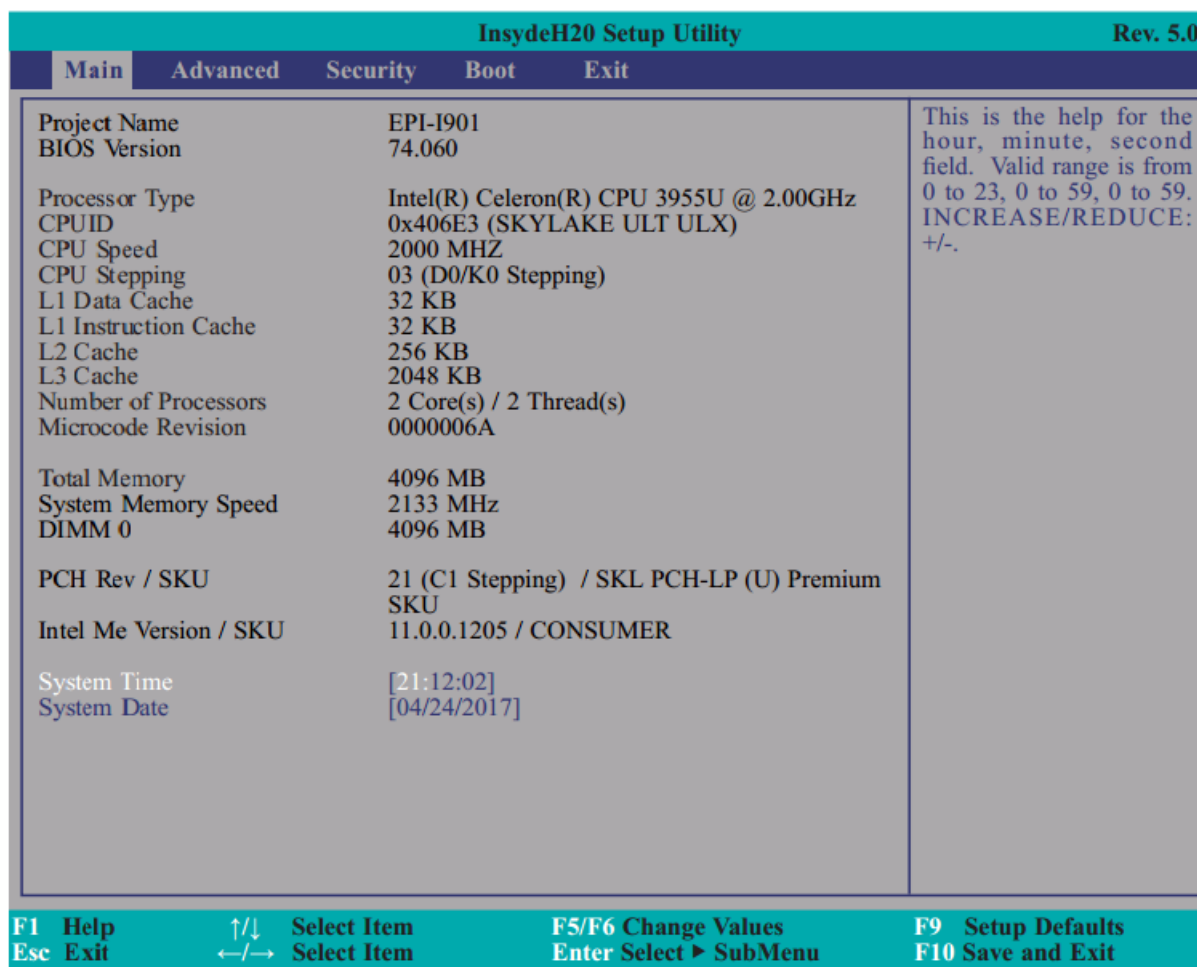 InsydeH20 Setup Utility Rev. 5.0
Main Advanced Security Boot Exit
Project Name EPI-I901
BIOS Version 74.060
Processor Type Intel(R) Celeron(R) CPU 3955U @ 2.00GHz
CPUID 0x406E3 (SKYLAKE ULT ULX)
CPU Speed 2000 MHZ
CPU Stepping 03 (D0/K0 Stepping)
L1 Data Cache 32 KB
L1 Instruction Cache 32 KB
L2 Cache 256 KB
L3 Cache 2048 KB
Number of Processors 2 Core(s) / 2 Thread(s)
Microcode Revision 0000006A
Total Memory 4096 MB
System Memory Speed 2133 MHz
DIMM 0 4096 MB
PCH Rev / SKU 21 (C1 Stepping) / SKL PCH-LP (U) Premium
SKU
Intel Me Version / SKU 11.0.0.1205 / CONSUMER
System Time [21:12:02]
System Date [04/24/2017]
This is the help for the
hour, minute, second
field. Valid range is from
0 to 23, 0 to 59, 0 to 59.
INCREASE/REDUCE:
+/-.
F1 Help ↑/↓ Select Item F5/F6 Change Values F9 Setup Defaults
Esc Exit ←/→ Select Item Enter Select ▶ SubMenu F10 Save and Exit